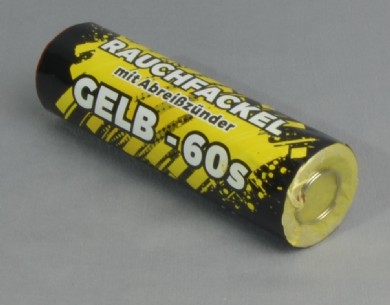 RAUCHFACKEL
mit Abreißzünder
GELB - 60s